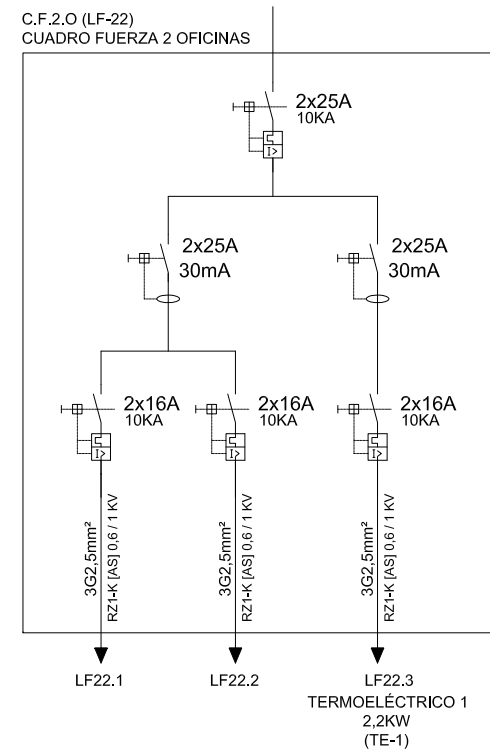 C.F.2.O (LF-22)
CUADRO FUERZA 2 OFICINAS
2x25A
10KA
I>
2x25A
30mA
2x25A
30mA
2x16A
10KA
I>
2x16A
10KA
I>
2x16A
10KA
I>
3G2,5mm²
RZ1-K [AS] 0,6 / 1 KV
3G2,5mm²
RZ1-K [AS] 0,6 / 1 KV
3G2,5mm²
RZ1-K [AS] 0,6 / 1 KV
LF22.1
LF22.2
LF22.3
TERMOELÉCTRICO 1
2,2KW
(TE-1)